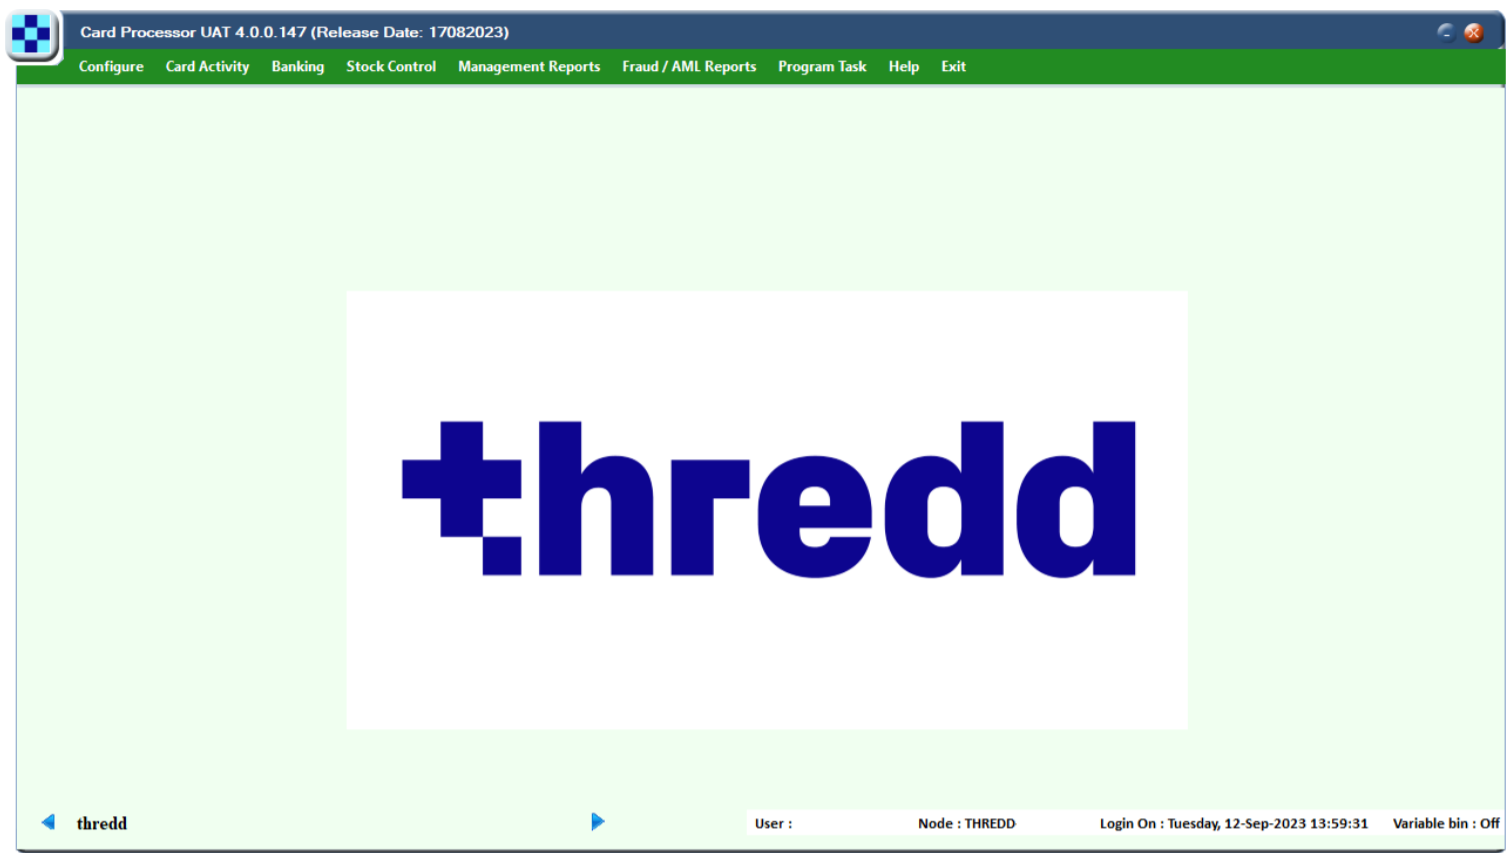 Card Processor UAT 4.0.0.147 (Release Date: 17082023)
Configure Card Activity Banking Stock Control Management Reports Fraud / AML Reports Program Task Help Exit
thredd
thredd User : Node : THREDD Login On : Tuesday, 12-Sep-2023 13:59:31 Variable bin : Off